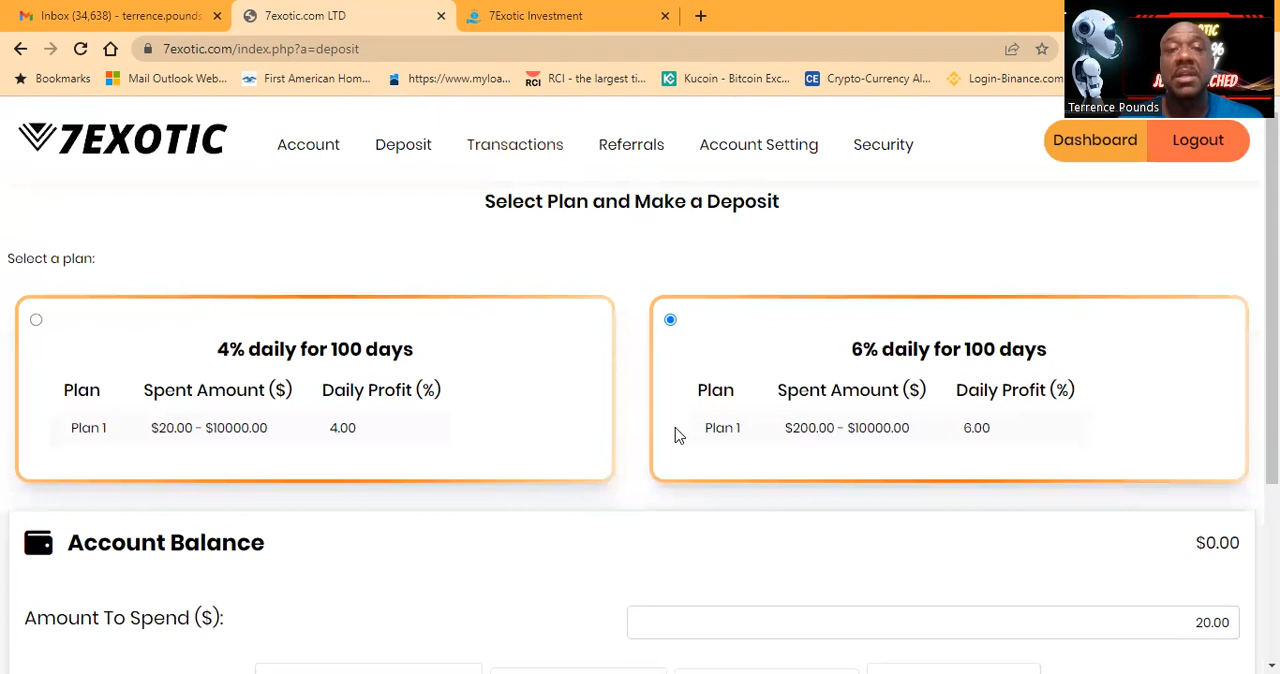 Inbox (34,638) - terrence.pounds
7exotic.com LTD
7Exotic Investment
7exotic.com/index.php?a=deposit
Bookmarks
Mail Outlook Web...
First American Hom...
https://www.myloa...
RCI
RCI - the largest ti...
Kucoin - Bitcoin Exc...
CE
Crypto-Currency Al...
Login-Binance.com
Terrence Pounds
7EXOTIC
Account
Deposit
Transactions
Referrals
Account Setting
Security
Dashboard
Logout
Select Plan and Make a Deposit
Select a plan:
4% daily for 100 days
Plan Spent Amount ($) Daily Profit (%)
Plan 1 $20.00 - $10000.00 4.00
6% daily for 100 days
Plan Spent Amount ($) Daily Profit (%)
Plan 1 $200.00 - $10000.00 6.00
Account Balance
$0.00
Amount To Spend ($):
20.00